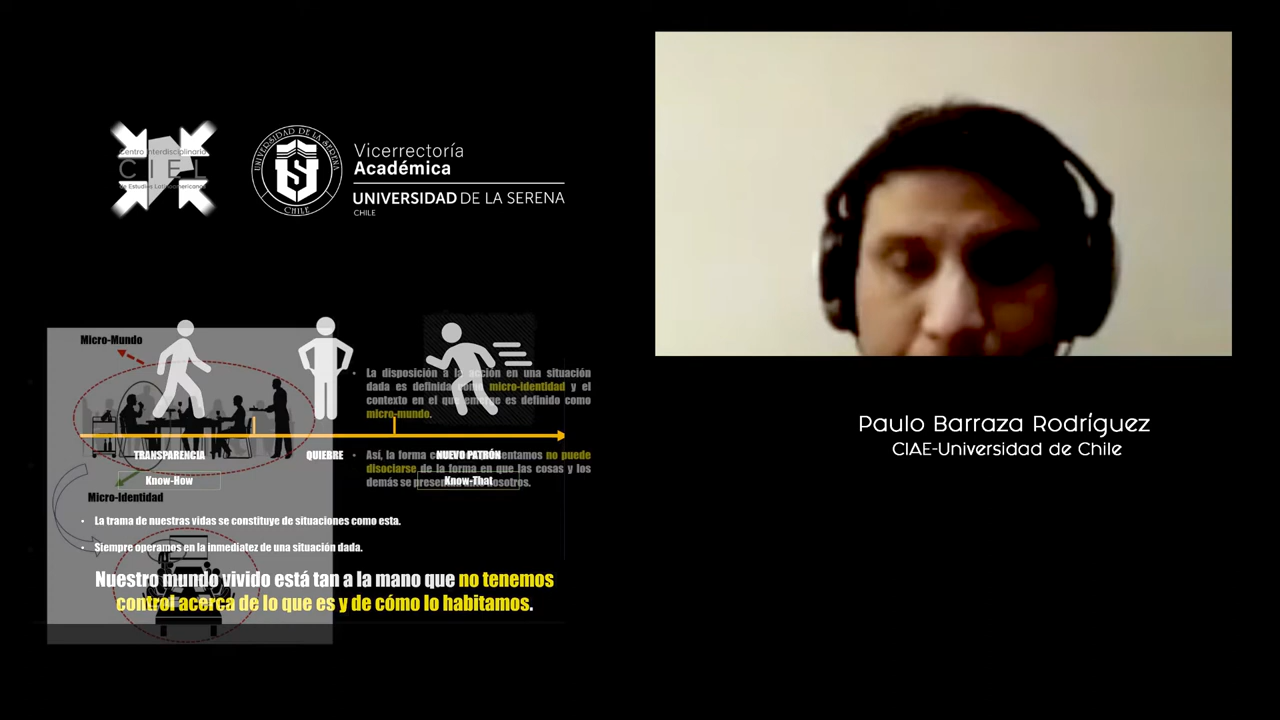 Centro Interdisciplinario
CIEL
de Estudios Latinoamericanos
UNIVERSIDAD DE LA SERENA
CHILE
Vicerrectoría
Académica
UNIVERSIDAD DE LA SERENA
CHILE
Paulo Barraza Rodríguez
CIAE-Universidad de Chile
Micro-Mundo
• La disposición a la acción en una situación
dada es definida como micro-identidad y el
contexto en el que emerge es definido como
micro-mundo.
TRANSPARENCIA
QUIEBRE
NUEVO PATRÓN
• Así, la forma
no puede
disociarse de la forma en que las cosas y los
demás se
nosotros.
Know-How
Know-That
Micro-Identidad
• La trama de nuestras vidas se constituye de situaciones como esta.
• Siempre operamos en la inmediatez de una situación dada.
Nuestro mundo vivido está tan a la mano que no tenemos
control acerca de lo que es y de cómo lo habitamos.